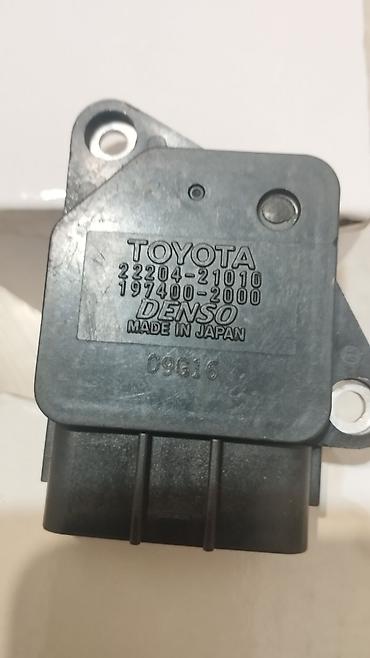 TOYOTA
22204-21010
197400-2000
DENSO
MADE IN JAPAN
09G16